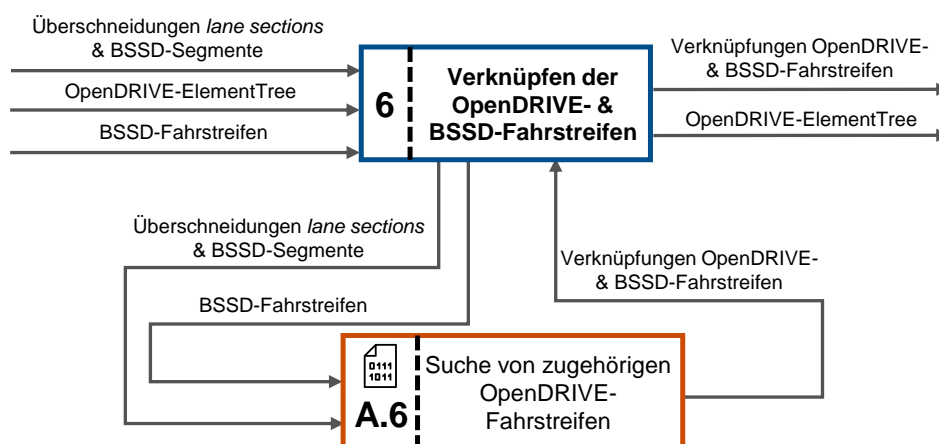 Überschneidungen lane sections
& BSSD-Segmente
OpenDRIVE-ElementTree
BSSD-Fahrstreifen
6
Verknüpfen der
OpenDRIVE- &
BSSD-Fahrstreifen
Verknüpfungen OpenDRIVE-
& BSSD-Fahrstreifen
OpenDRIVE-ElementTree
Überschneidungen lane sections
& BSSD-Segmente
BSSD-Fahrstreifen
Verknüpfungen OpenDRIVE-
& BSSD-Fahrstreifen
0111
1011
A.6
Suche von zugehörigen
OpenDRIVE-
Fahrstreifen